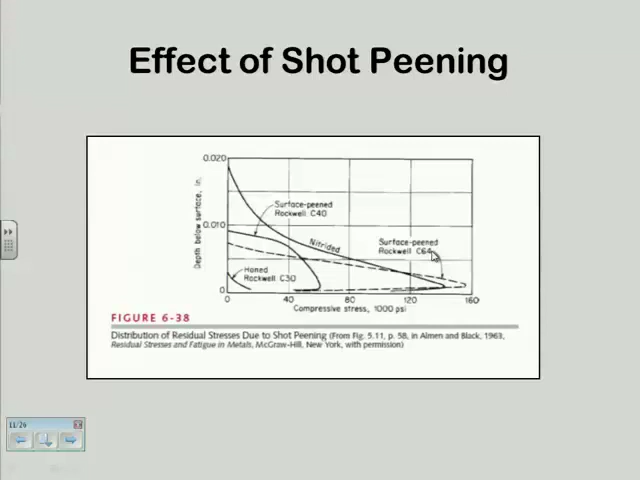 Effect of Shot Peening
0.020
0.010
0
Depth below surface, in.
Surface-peened
Rockwell C40
Nitrided
Surface-peened
Rockwell C64
Honed
Rockwell C30
0 40 80 120 160
Compressive stress, 1000 psi
FIGURE 6-38
Distribution of Residual Stresses Due to Shot Peening (From Fig. 5.11, p. 58, in Almen and Black, 1963,
Residual Stresses and Fatigue in Metals, McGraw-Hill, New York, with permission)
11/26